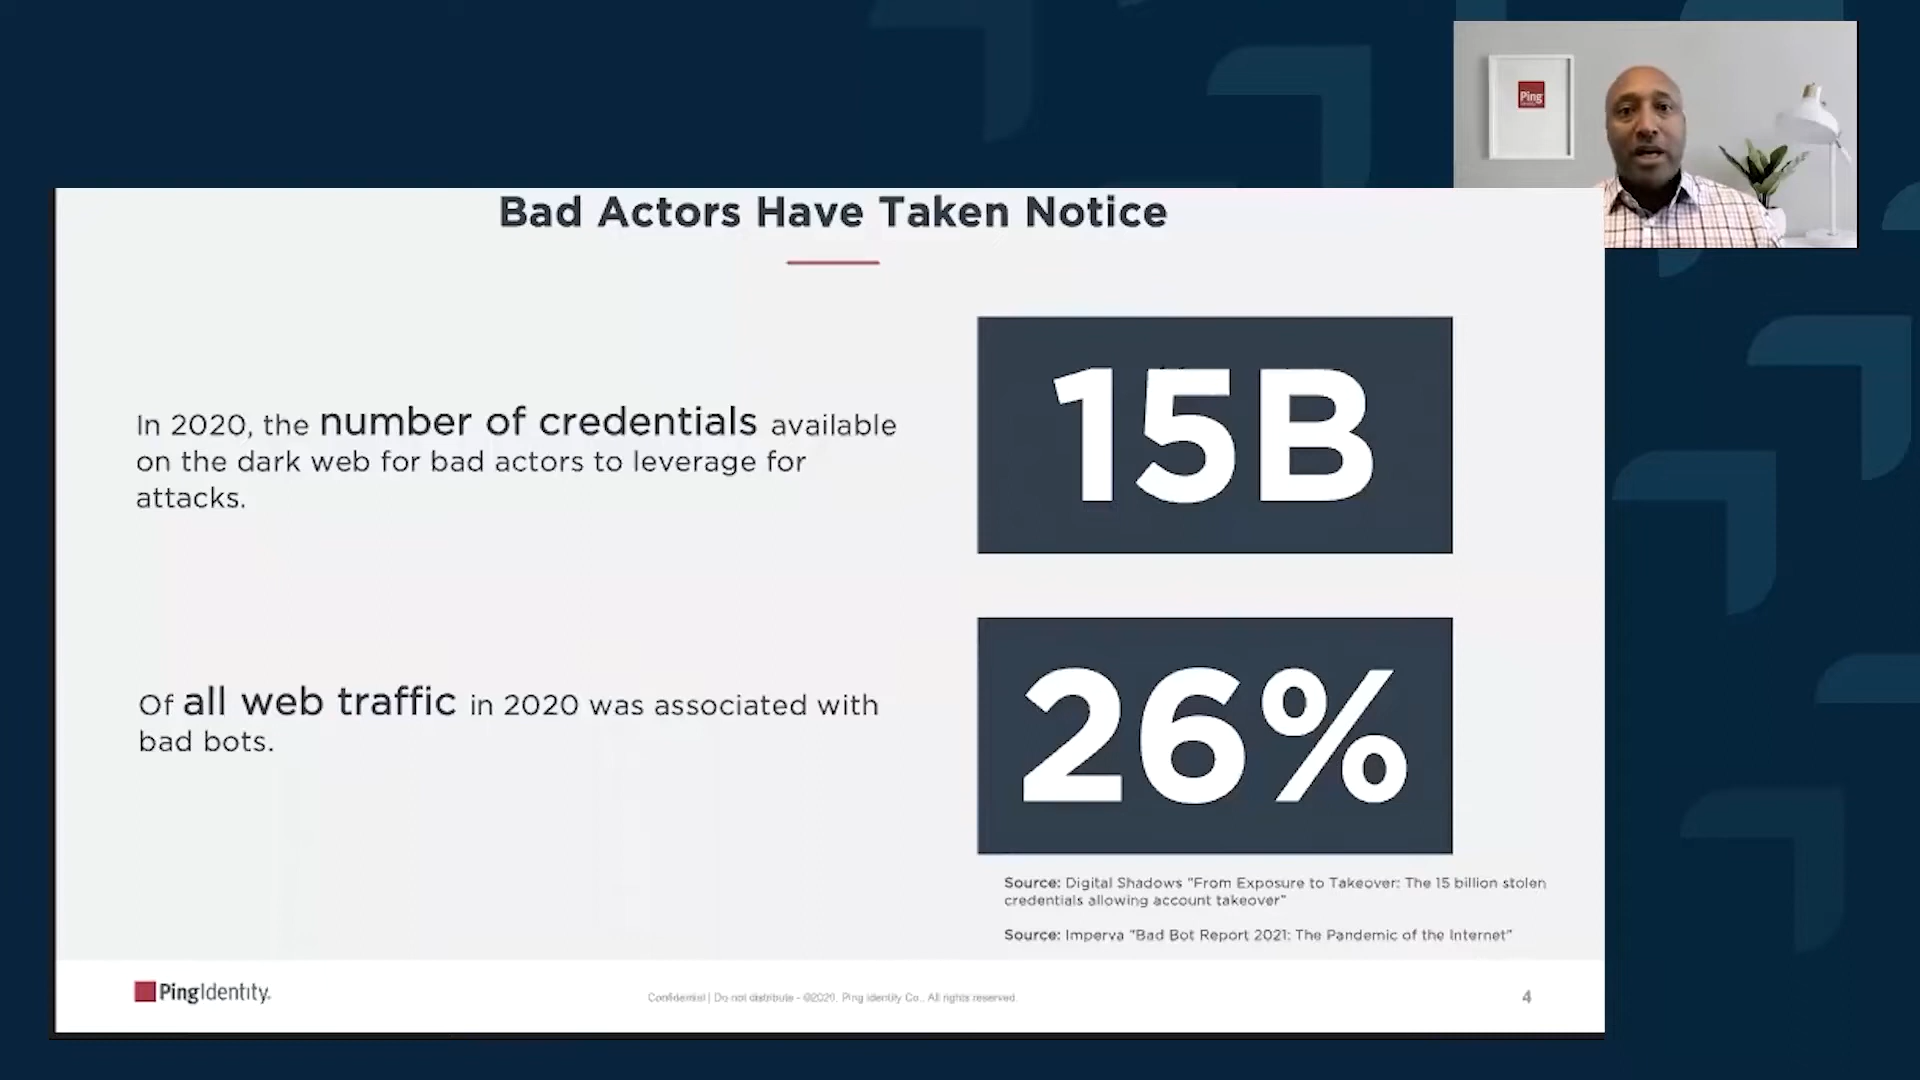 Ping
Bad Actors Have Taken Notice
In 2020, the number of credentials available
on the dark web for bad actors to leverage for
attacks.
15B
Of all web traffic in 2020 was associated with
bad bots.
26%
Source: Digital Shadows "From Exposure to Takeover: The 15 billion stolen
credentials allowing account takeover"
Source: Imperva "Bad Bot Report 2021: The Pandemic of the Internet"
PingIdentity.
Confidential | Do not distribute - ©2020, Ping Identity Co., All rights reserved.
4